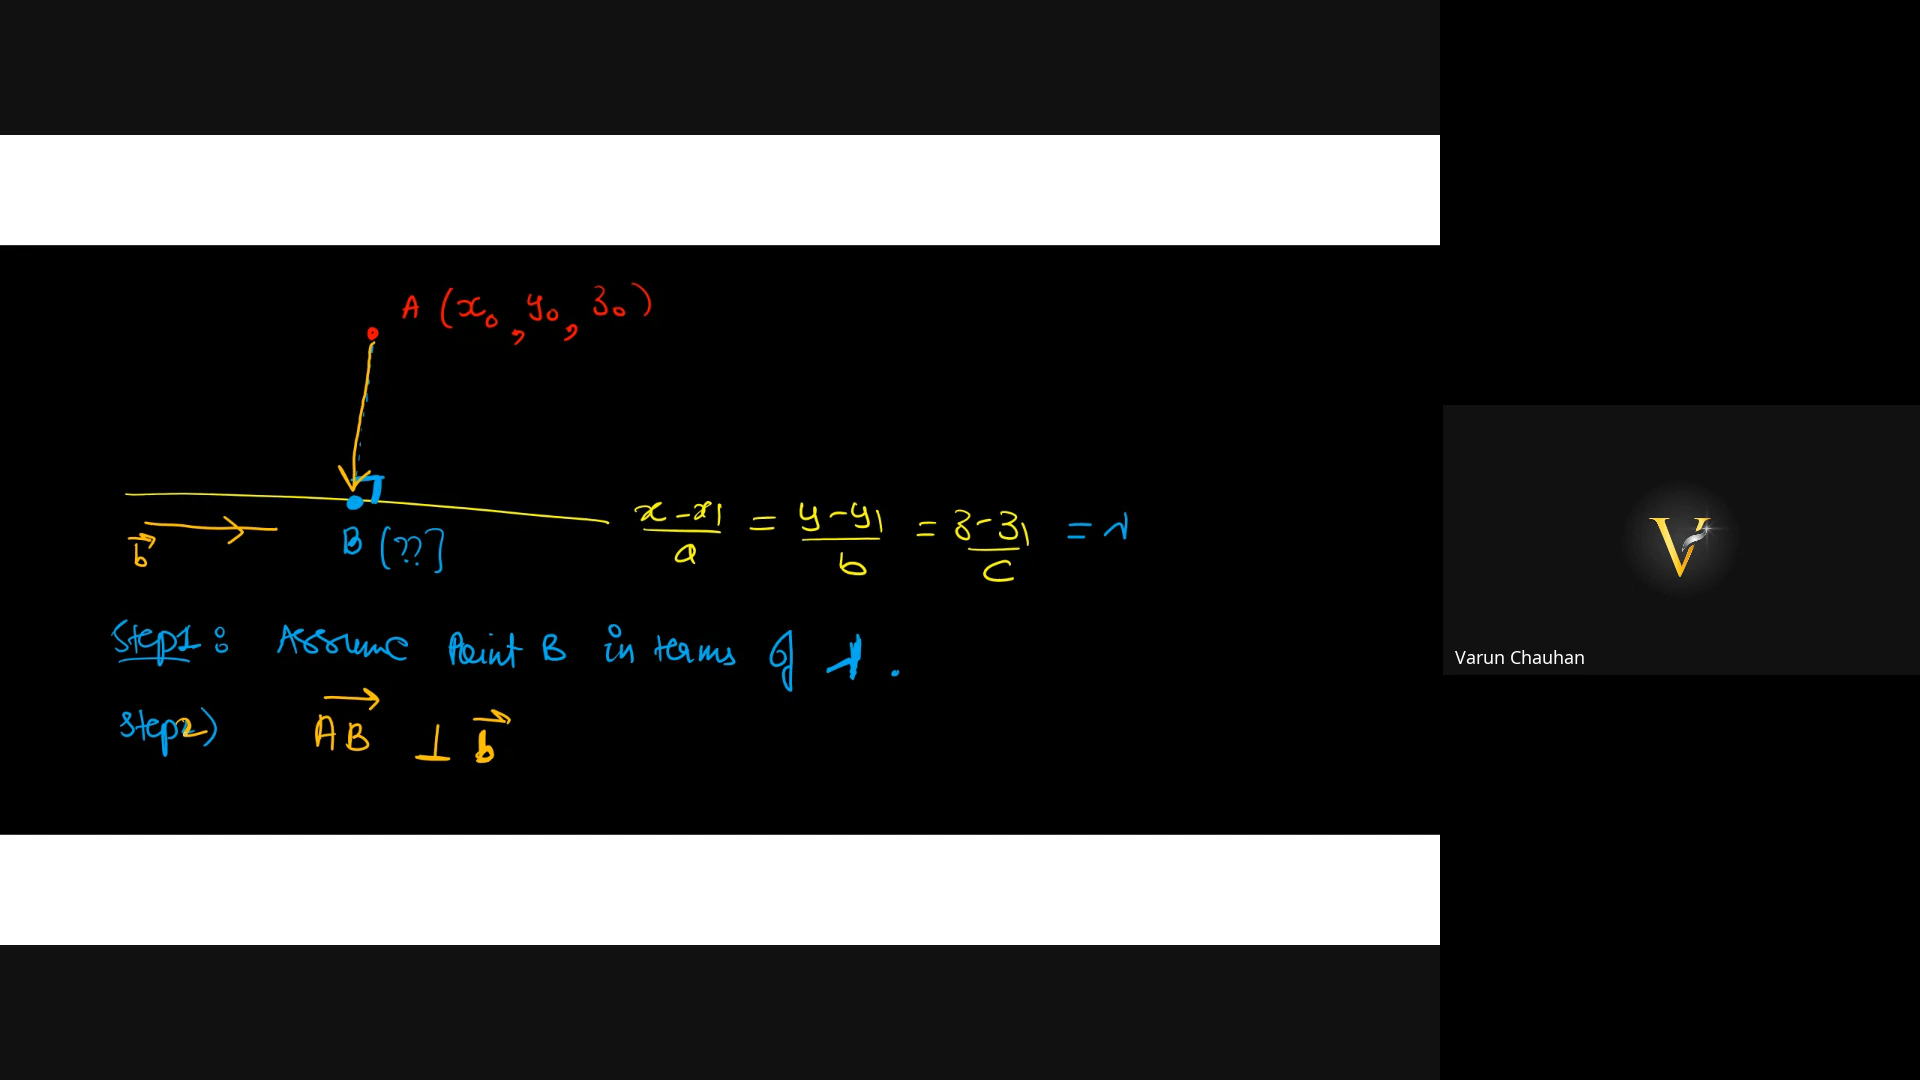 A (x₀, y₀, z₀)
b⃗
B (??]
x - x₁ / a = y - y₁ / b = z - z₁ / c = λ
Step1: Assume Point B in terms of λ.
Step2) AB⃗ ⊥ b⃗
V
Varun Chauhan